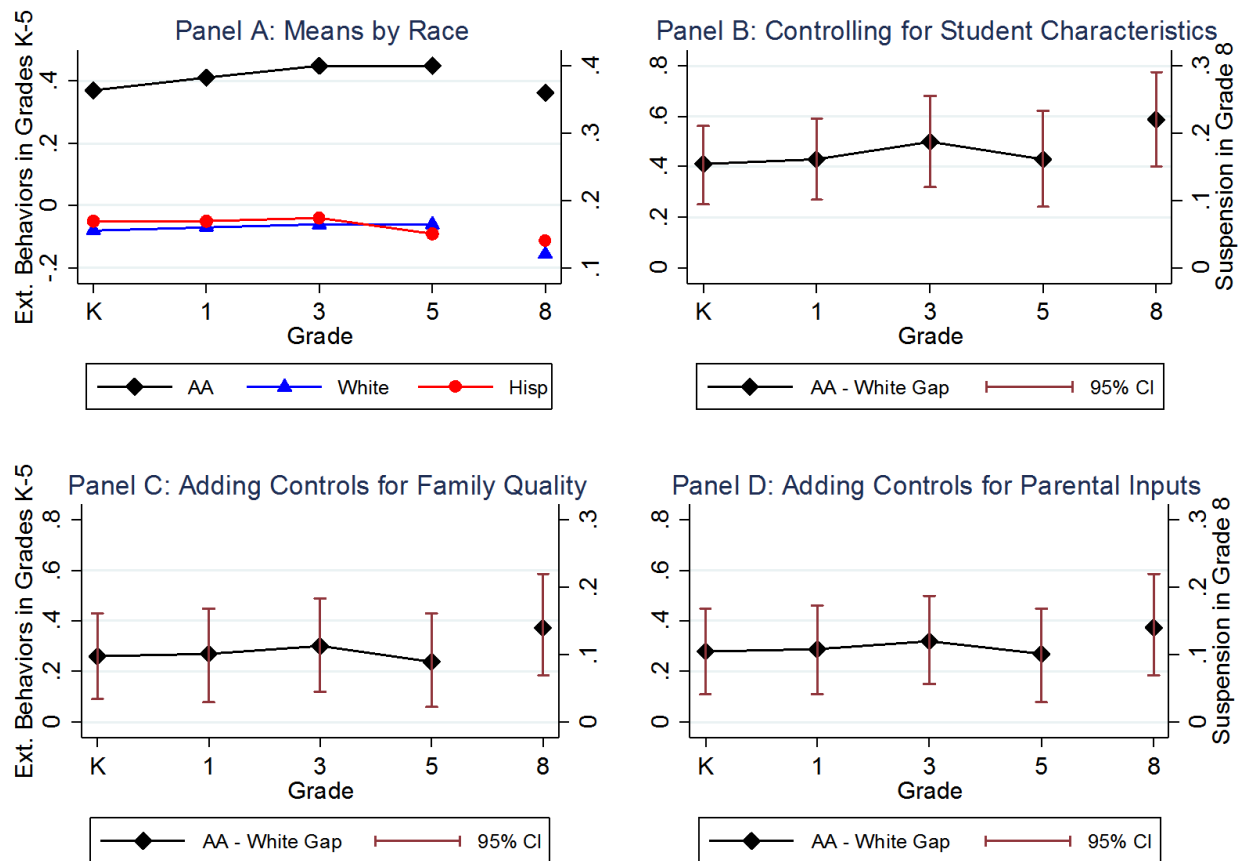 Panel A: Means by Race
Ext. Behaviors in Grades K-5
.4
.2
0
-.2
.4
.3
.2
.1
K 1 3 5 8
Grade
AA White Hisp
Panel B: Controlling for Student Characteristics
.8
.6
.4
.2
0
.3
.2
.1
0
Suspension in Grade 8
K 1 3 5 8
Grade
AA - White Gap 95% CI
Panel C: Adding Controls for Family Quality
Ext. Behaviors in Grades K-5
.8
.6
.4
.2
0
.3
.2
.1
0
K 1 3 5 8
Grade
AA - White Gap 95% CI
Panel D: Adding Controls for Parental Inputs
.8
.6
.4
.2
0
.3
.2
.1
0
Suspension in Grade 8
K 1 3 5 8
Grade
AA - White Gap 95% CI